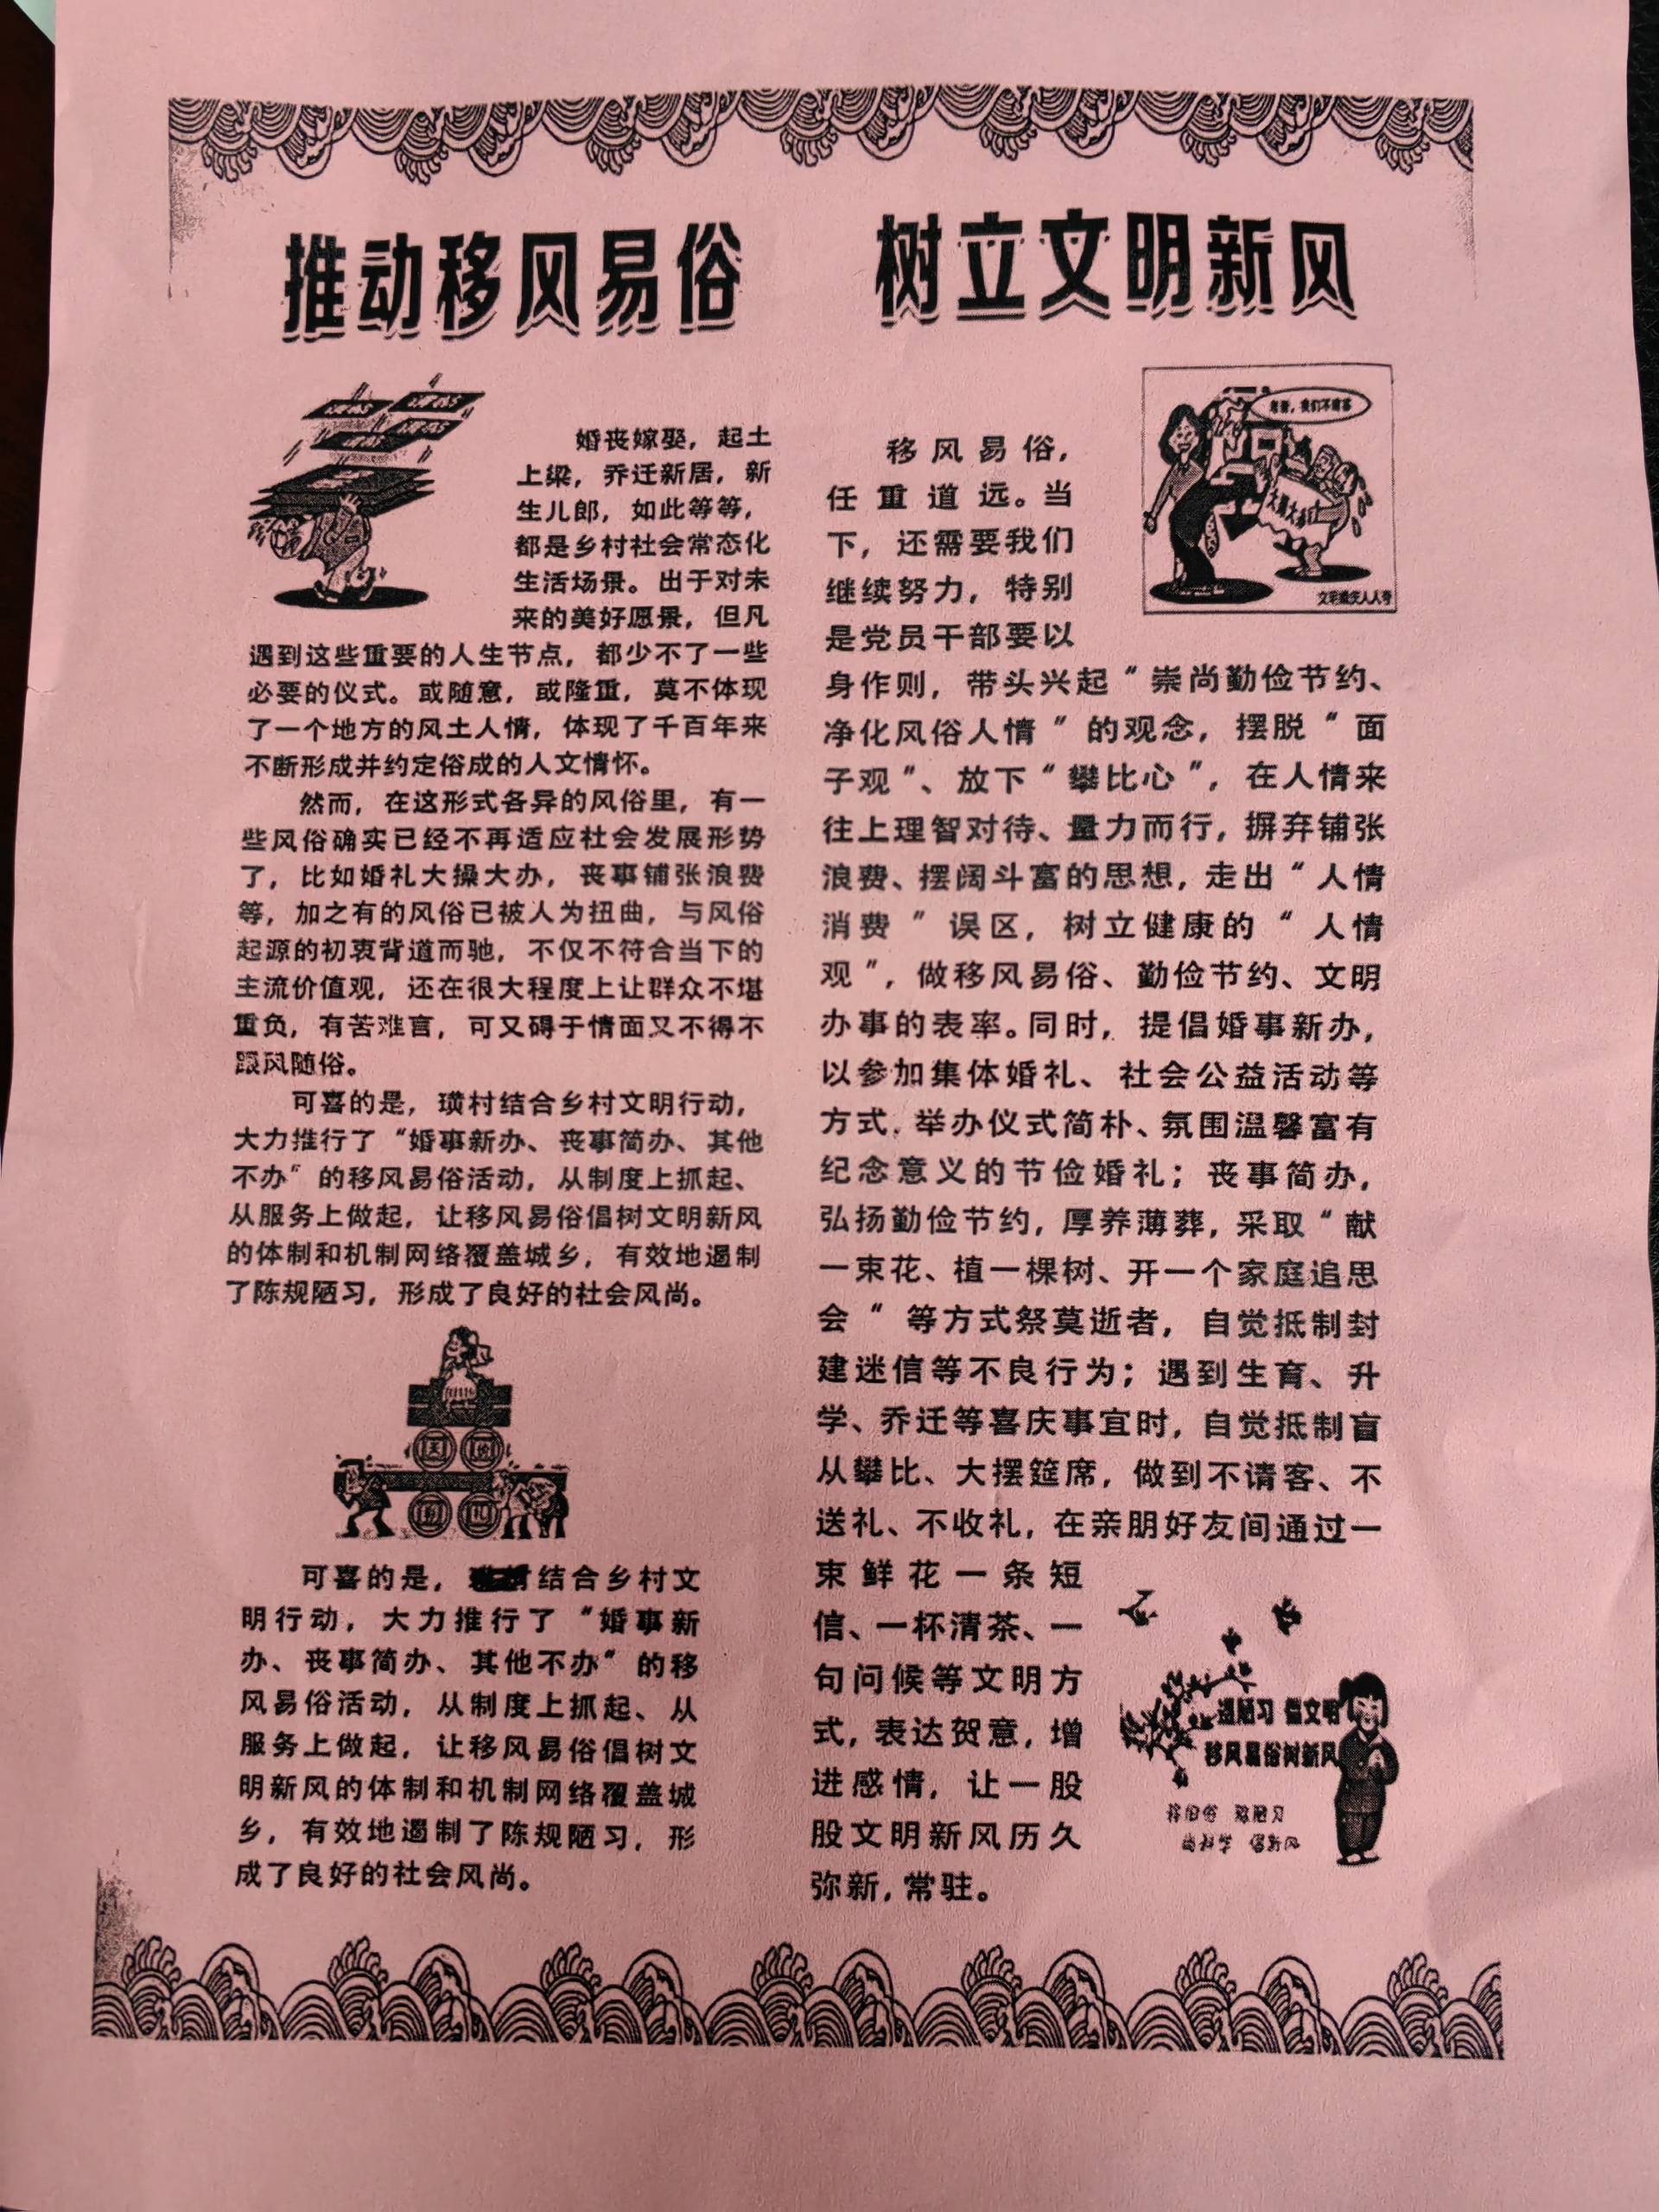 推动移风易俗 树立文明新风
婚丧嫁娶，起土
上梁，乔迁新居，新
生儿郎，如此等等，
都是乡村社会常态化
生活场景。出于对未
来的美好愿景，但凡
遇到这些重要的人生节点，都少不了一些
必要的仪式。或随意，或隆重，莫不体现
了一个地方的风土人情，体现了千百年来
不断形成并约定俗成的人文情怀。
然而，在这形式各异的风俗里，有一
些风俗确实已经不再适应社会发展形势
了，比如婚礼大操大办，丧事铺张浪费
等，加之有的风俗已被人为扭曲，与风俗
起源的初衷背道而驰，不仅不符合当下的
主流价值观，还在很大程度上让群众不堪
重负，有苦难言，可又碍于情面又不得不
跟风随俗。
可喜的是，璜村结合乡村文明行动，
大力推行了“婚事新办、丧事简办、其他
不办”的移风易俗活动，从制度上抓起、
从服务上做起，让移风易俗倡树文明新风
的体制和机制网络覆盖城乡，有效地遏制
了陈规陋习，形成了良好的社会风尚。
可喜的是，结合乡村文
明行动，大力推行了“婚事新
办、丧事简办、其他不办”的移
风易俗活动，从制度上抓起、从
服务上做起，让移风易俗倡树文
明新风的体制和机制网络覆盖城
乡，有效地遏制了陈规陋习，形
成了良好的社会风尚。
移风易俗，
任重道远。当
下，还需要我们
继续努力，特别
是党员干部要以
身作则，带头兴起“崇尚勤俭节约、
净化风俗人情”的观念，摆脱“面
子观”、放下“攀比心”，在人情来
往上理智对待、量力而行，摒弃铺张
浪费、摆阔斗富的思想，走出“人情
消费”误区，树立健康的“人情
观”，做移风易俗、勤俭节约、文明
办事的表率。同时，提倡婚事新办，
以参加集体婚礼、社会公益活动等
方式，举办仪式简朴、氛围温馨富有
纪念意义的节俭婚礼；丧事简办，
弘扬勤俭节约，厚养薄葬，采取“献
一束花、植一棵树、开一个家庭追思
会”等方式祭莫逝者，自觉抵制封
建迷信等不良行为；遇到生育、升
学、乔迁等喜庆事宜时，自觉抵制盲
从攀比、大摆筵席，做到不请客、不
送礼、不收礼，在亲朋好友间通过一
束鲜花一条短
信、一杯清茶、一
句问候等文明方
式，表达贺意，增
进感情，让一股
股文明新风历久
弥新，常驻。
遏陋习 倡文明
移风易俗树新风